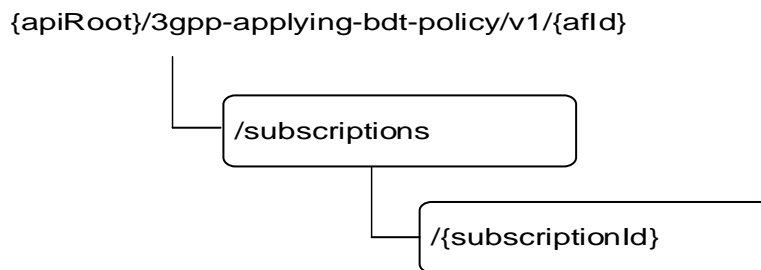 {apiRoot}/3gpp-applying-bdt-policy/v1/{afId}
/subscriptions
/{subscriptionId}